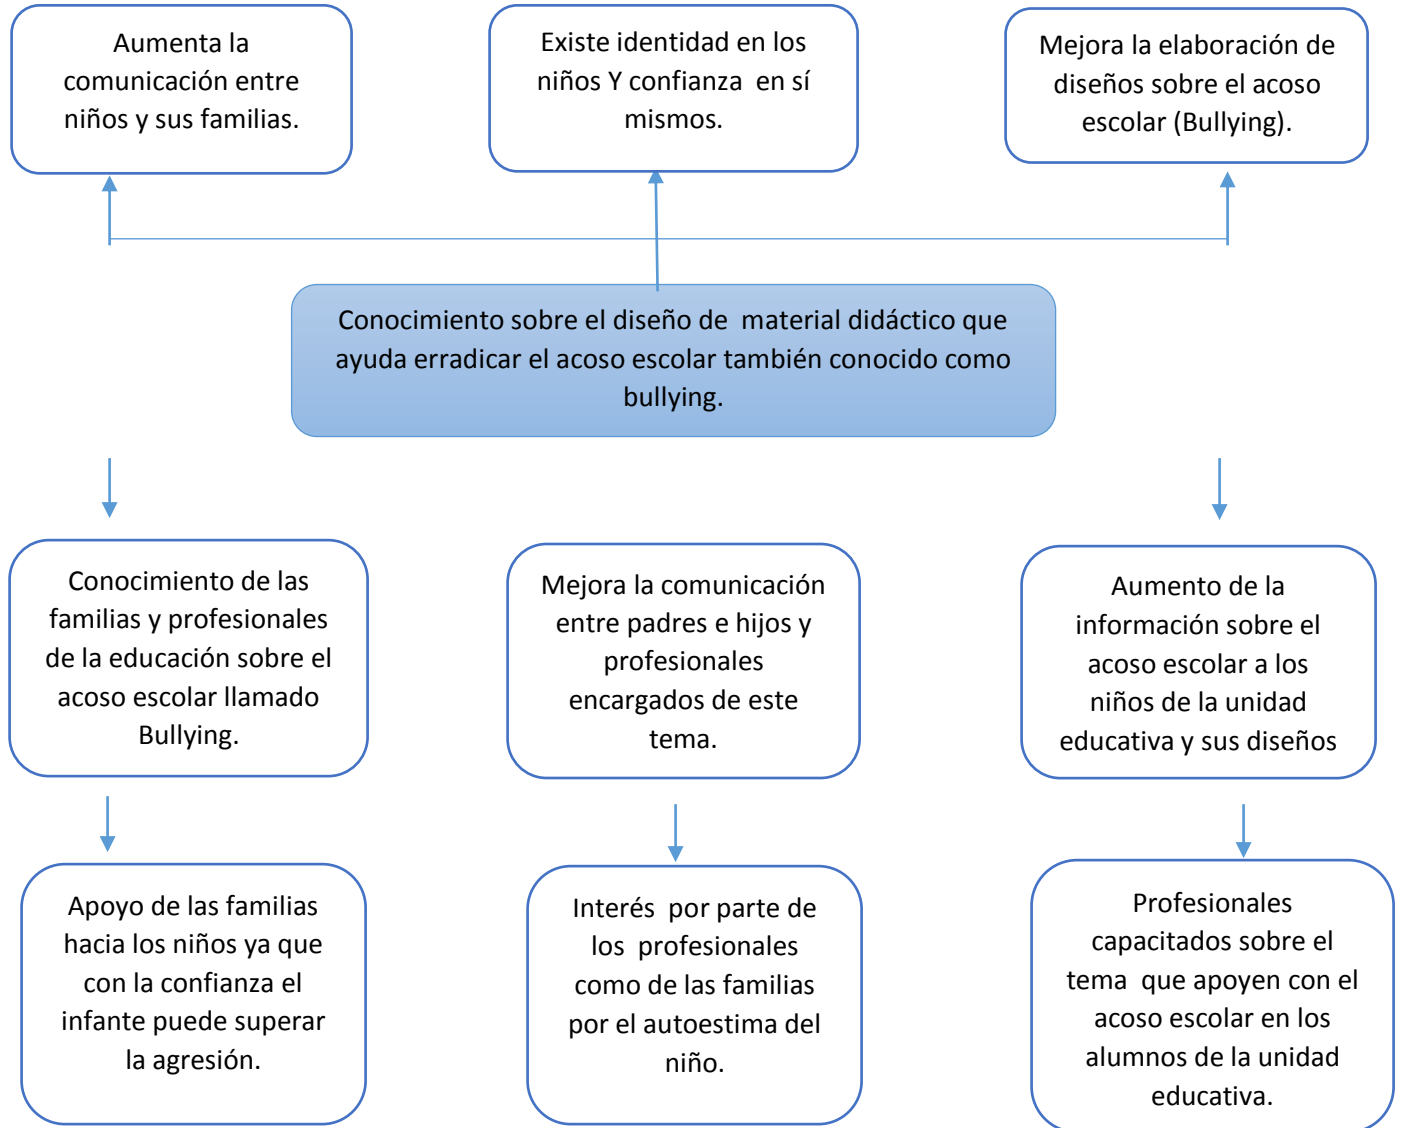 Aumenta la
comunicación entre
niños y sus familias.
Existe identidad en los
niños Y confianza  en sí
mismos.
Mejora la elaboración de
diseños sobre el acoso
escolar (Bullying).
Conocimiento sobre el diseño de  material didáctico que
ayuda erradicar el acoso escolar también conocido como
bullying.
Conocimiento de las
familias y profesionales
de la educación sobre el
acoso escolar llamado
Bullying.
Mejora la comunicación
entre padres e hijos y
profesionales
encargados de este
tema.
Aumento de la
información sobre el
acoso escolar a los
niños de la unidad
educativa y sus diseños
Apoyo de las familias
hacia los niños ya que
con la confianza el
infante puede superar
la agresión.
Interés  por parte de
los  profesionales
como de las familias
por el autoestima del
niño.
Profesionales
capacitados sobre el
tema  que apoyen con el
acoso escolar en los
alumnos de la unidad
educativa.